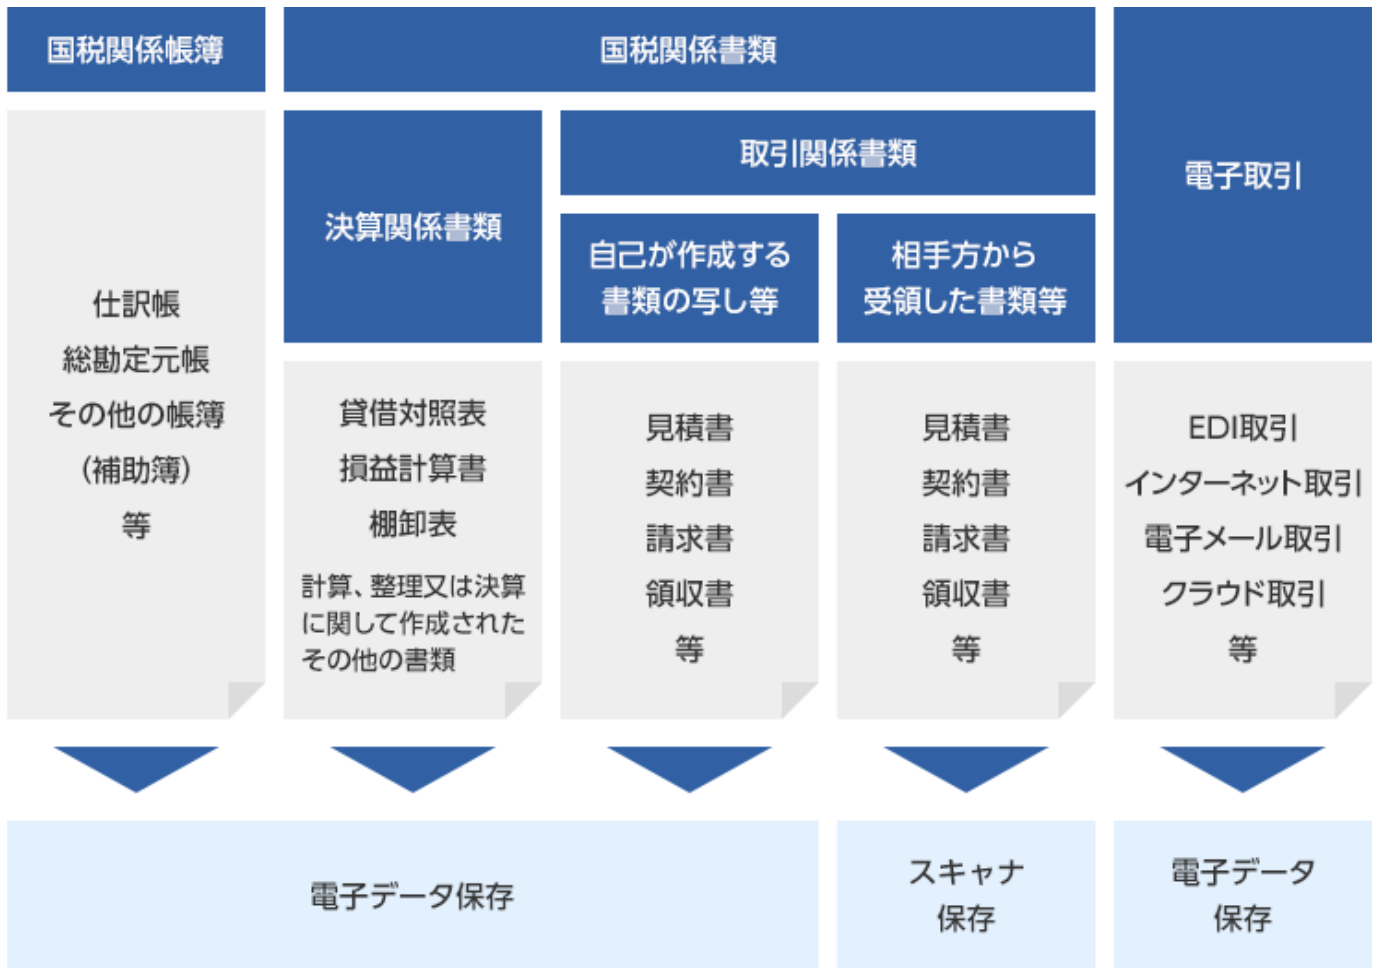 国税関係帳簿
国税関係書類
電子取引
決算関係書類
取引関係書類
自己が作成する
書類の写し等
相手方から
受領した書類等
仕訳帳
総勘定元帳
その他の帳簿
（補助簿）
等
貸借対照表
損益計算書
棚卸表
計算、整理又は決算
に関して作成された
その他の書類
見積書
契約書
請求書
領収書
等
見積書
契約書
請求書
領収書
等
EDI取引
インターネット取引
電子メール取引
クラウド取引
等
電子データ保存
スキャナ
保存
電子データ
保存